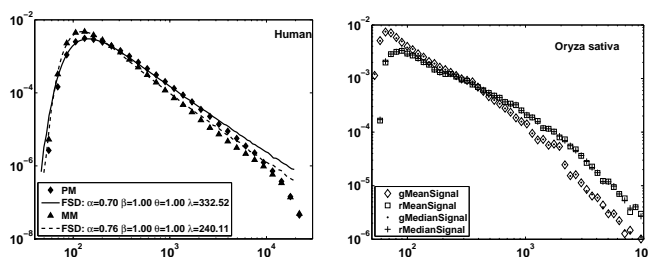 Human
10⁻⁴
10⁻⁶
10⁻⁸
10²
10³
10⁴
PM
FSD: α=0.70 β=1.00 θ=1.00 λ=332.52
MM
FSD: α=0.76 β=1.00 θ=1.00 λ=240.11
Oryza sativa
10⁻²
10⁻³
10⁻⁴
10⁻⁵
10⁻⁶
10²
10³
10⁴
gMeanSignal
rMeanSignal
gMedianSignal
rMedianSignal